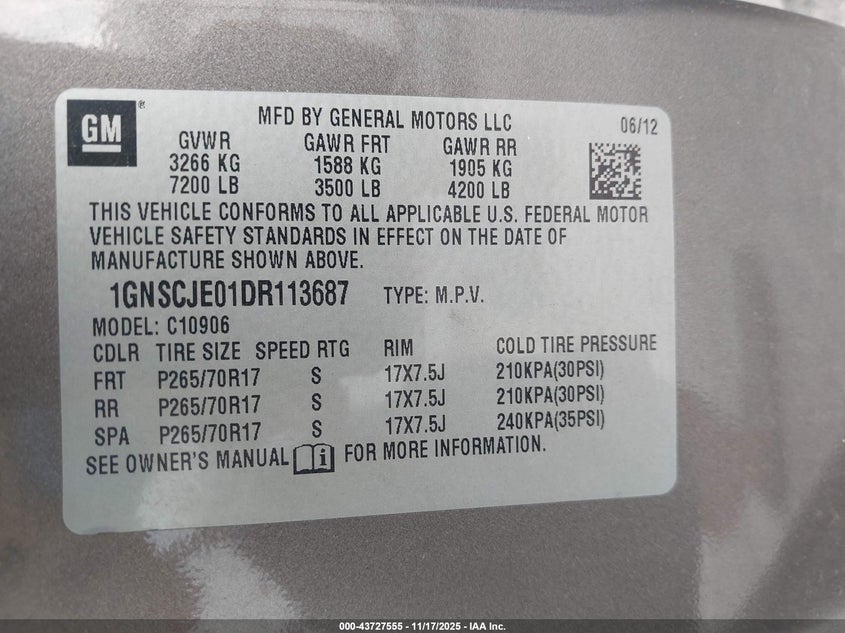 GM ®
MFD BY GENERAL MOTORS LLC
06/12
GVWR GAWR FRT GAWR RR
3266 KG 1588 KG 1905 KG
7200 LB 3500 LB 4200 LB
THIS VEHICLE CONFORMS TO ALL APPLICABLE U.S. FEDERAL MOTOR
VEHICLE SAFETY STANDARDS IN EFFECT ON THE DATE OF
MANUFACTURE SHOWN ABOVE.
1GNSCJE01DR113687 TYPE: M.P.V.
MODEL: C10906
CDLR TIRE SIZE SPEED RTG RIM COLD TIRE PRESSURE
FRT P265/70R17 S 17X7.5J 210KPA(30PSI)
RR P265/70R17 S 17X7.5J 210KPA(30PSI)
SPA P265/70R17 S 17X7.5J 240KPA(35PSI)
SEE OWNER'S MANUAL i FOR MORE INFORMATION.
000-43727555 - 11/17/2025 - IAA Inc.